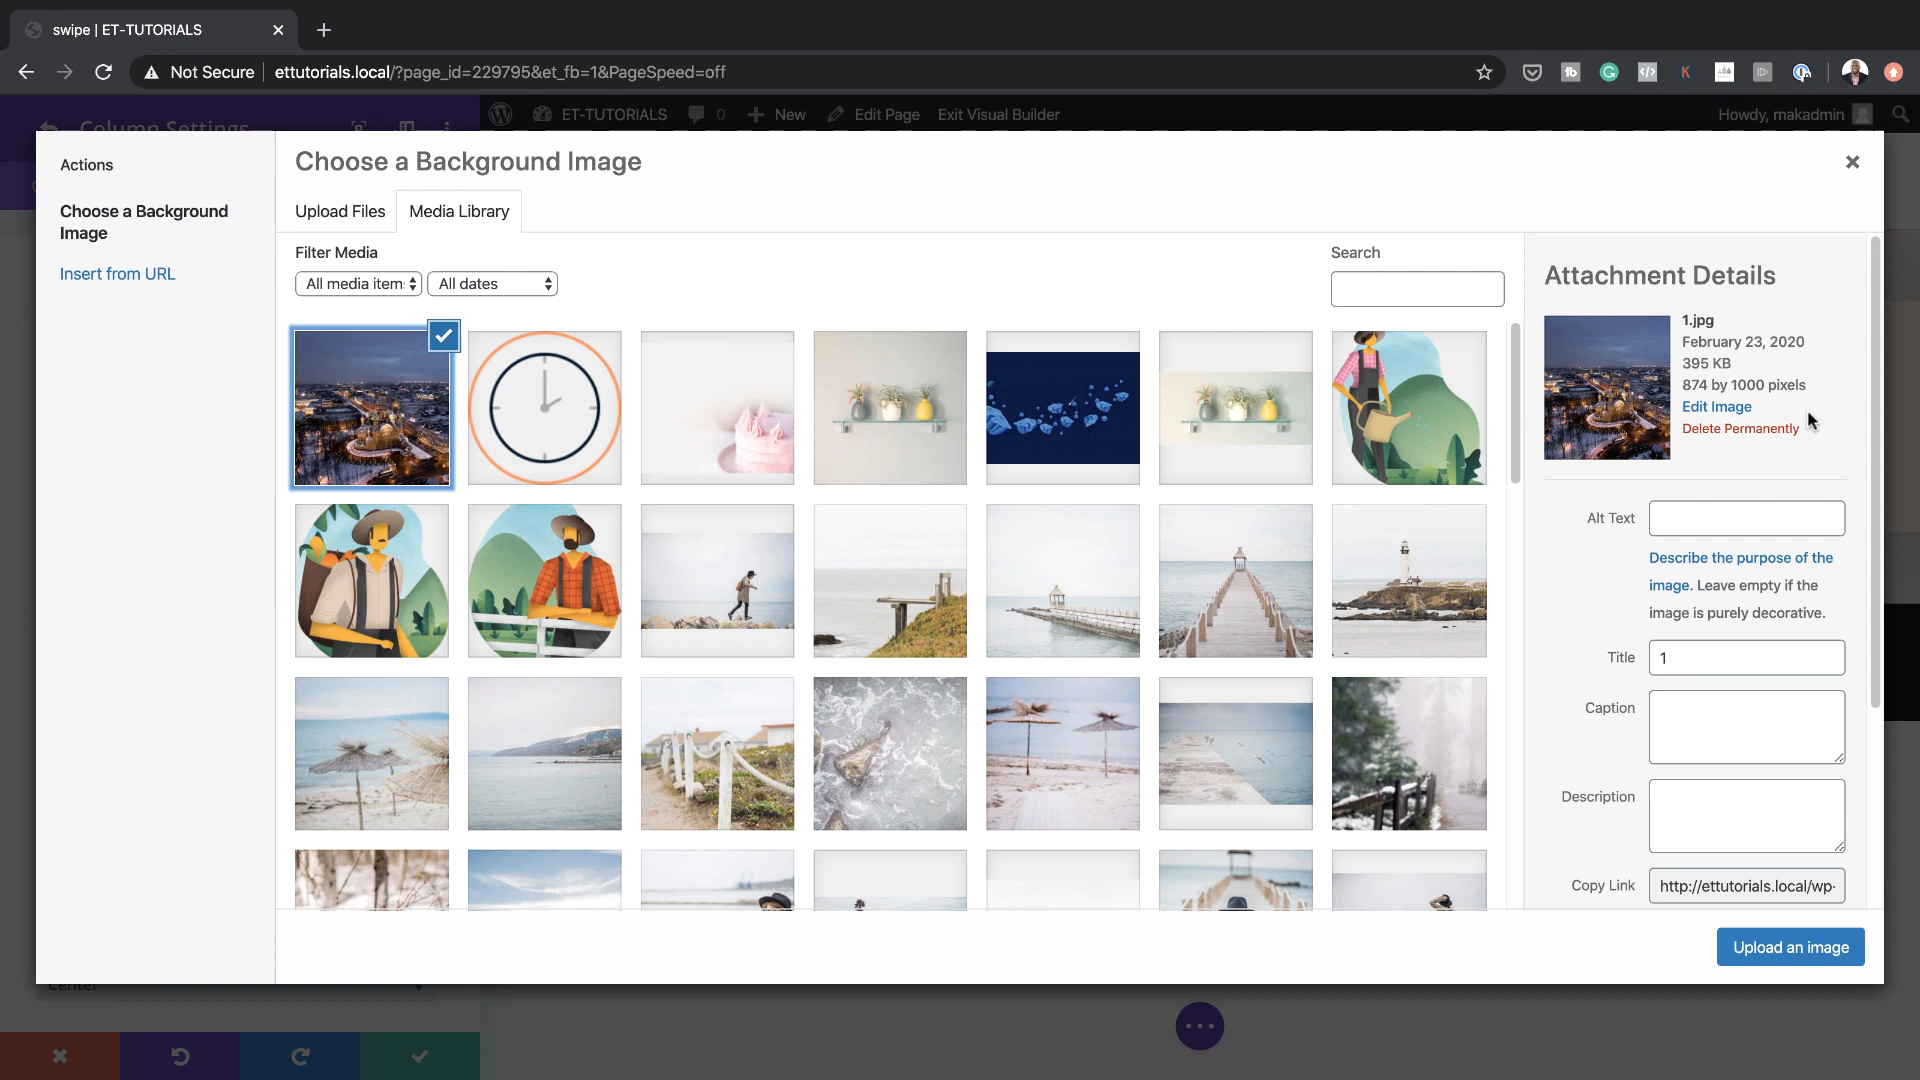 swipe | ET-TUTORIALS
Not Secure
ettutorials.local/?page_id=229795&et_fb=1&PageSpeed=off
Column Settings
ET-TUTORIALS
0
New
Edit Page
Exit Visual Builder
Howdy, makadmin
Actions
Choose a Background
Image
Insert from URL
Choose a Background Image
Upload Files
Media Library
Filter Media
All media item
All dates
Search
Attachment Details
1.jpg
February 23, 2020
395 KB
874 by 1000 pixels
Edit Image
Delete Permanently
Alt Text
Describe the purpose of the
image. Leave empty if the
image is purely decorative.
Title
1
Caption
Description
Copy Link
http://ettutorials.local/wp-
Upload an image
Center